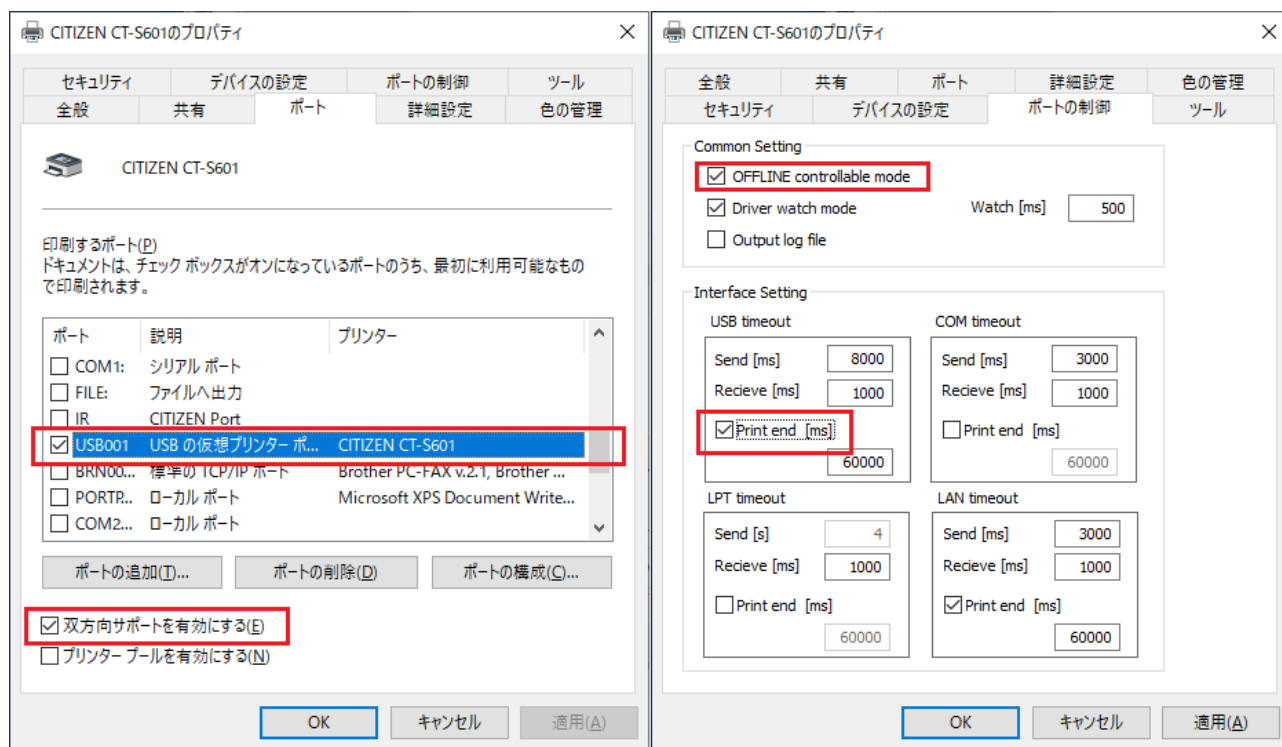 CITIZEN CT-S601のプロパティ
セキュリティ デバイスの設定 ポートの制御 ツール
全般 共有 ポート 詳細設定 色の管理
CITIZEN CT-S601
印刷するポート(P)
ドキュメントは、チェック ボックスがオンになっているポートのうち、最初に利用可能なもの
で印刷されます。
ポート 説明 プリンター
COM1: シリアル ポート
FILE: ファイルへ出力
IR CITIZEN Port
USB001 USB の仮想プリンター ポ... CITIZEN CT-S601
BRN00... 標準の TCP/IP ポート Brother PC-FAX v.2.1, Brother ...
PORTP... ローカル ポート Microsoft XPS Document Write...
COM2... ローカル ポート
ポートの追加(T)... ポートの削除(D) ポートの構成(C)...
双方向サポートを有効にする(E)
プリンター プールを有効にする(N)
OK キャンセル 適用(A)
CITIZEN CT-S601のプロパティ
全般 共有 ポート 詳細設定 色の管理
セキュリティ デバイスの設定 ポートの制御 ツール
Common Setting
OFFLINE controllable mode
Driver watch mode Watch [ms] 500
Output log file
Interface Setting
USB timeout COM timeout
Send [ms] 8000 Send [ms] 3000
Recieve [ms] 1000 Recieve [ms] 1000
Print end [ms] Print end [ms]
60000 60000
LPT timeout LAN timeout
Send [s] 4 Send [ms] 3000
Recieve [ms] 1000 Recieve [ms] 1000
Print end [ms] Print end [ms]
60000 60000
OK キャンセル 適用(A)